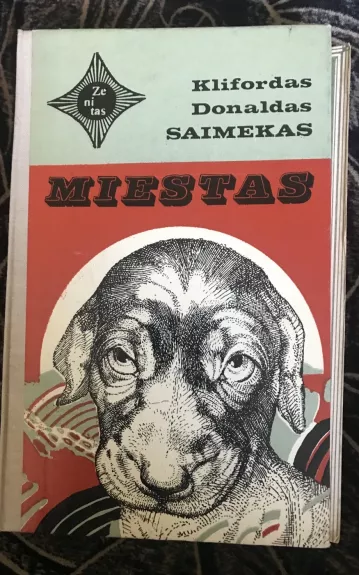 Ze
ni
tas
Klifordas
Donaldas
SAIMEKAS
MIESTAS